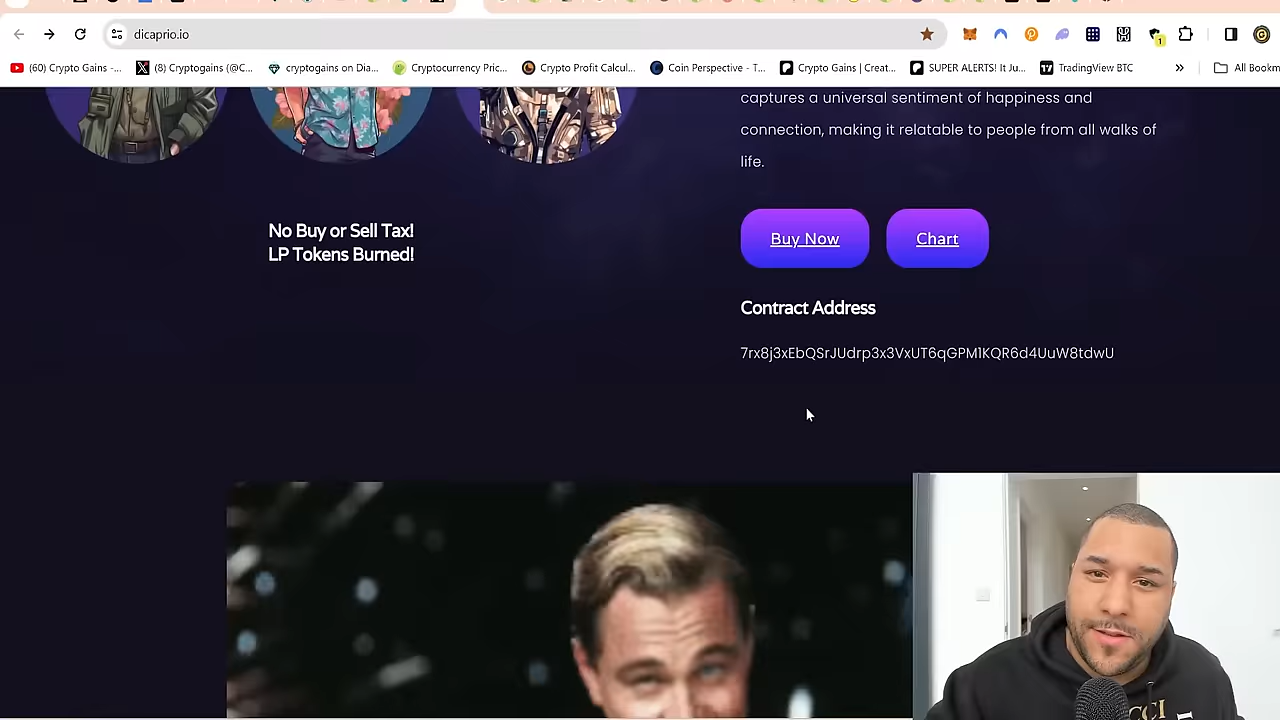 dicaprio.io
1
(60) Crypto Gains -...
(8) Cryptogains (@C...
cryptogains on Dia...
Cryptocurrency Pric...
Crypto Profit Calcul...
Coin Perspective - T...
Crypto Gains | Creat...
SUPER ALERTS! It Ju...
TradingView BTC
All Bookm
captures a universal sentiment of happiness and
connection, making it relatable to people from all walks of
life.
No Buy or Sell Tax!
LP Tokens Burned!
Buy Now
Chart
Contract Address
7rx8j3xEbQSrJUdrp3x3VxUT6qGPM1KQR6d4UuW8tdwU
CCI